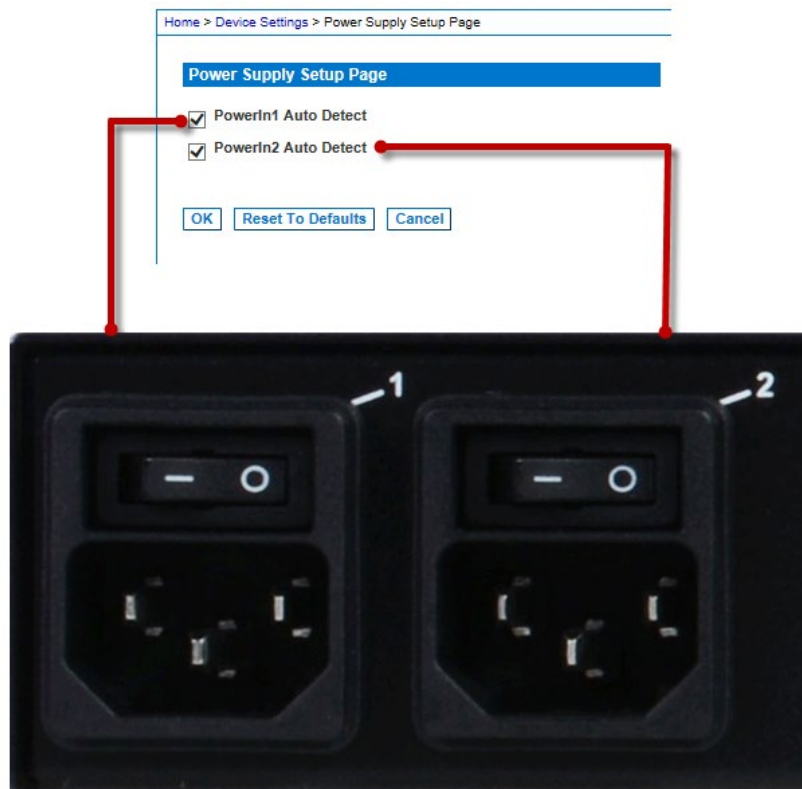 Home > Device Settings > Power Supply Setup Page
Power Supply Setup Page
PowerIn1 Auto Detect
PowerIn2 Auto Detect
OK Reset To Defaults Cancel
1 2
— O — O